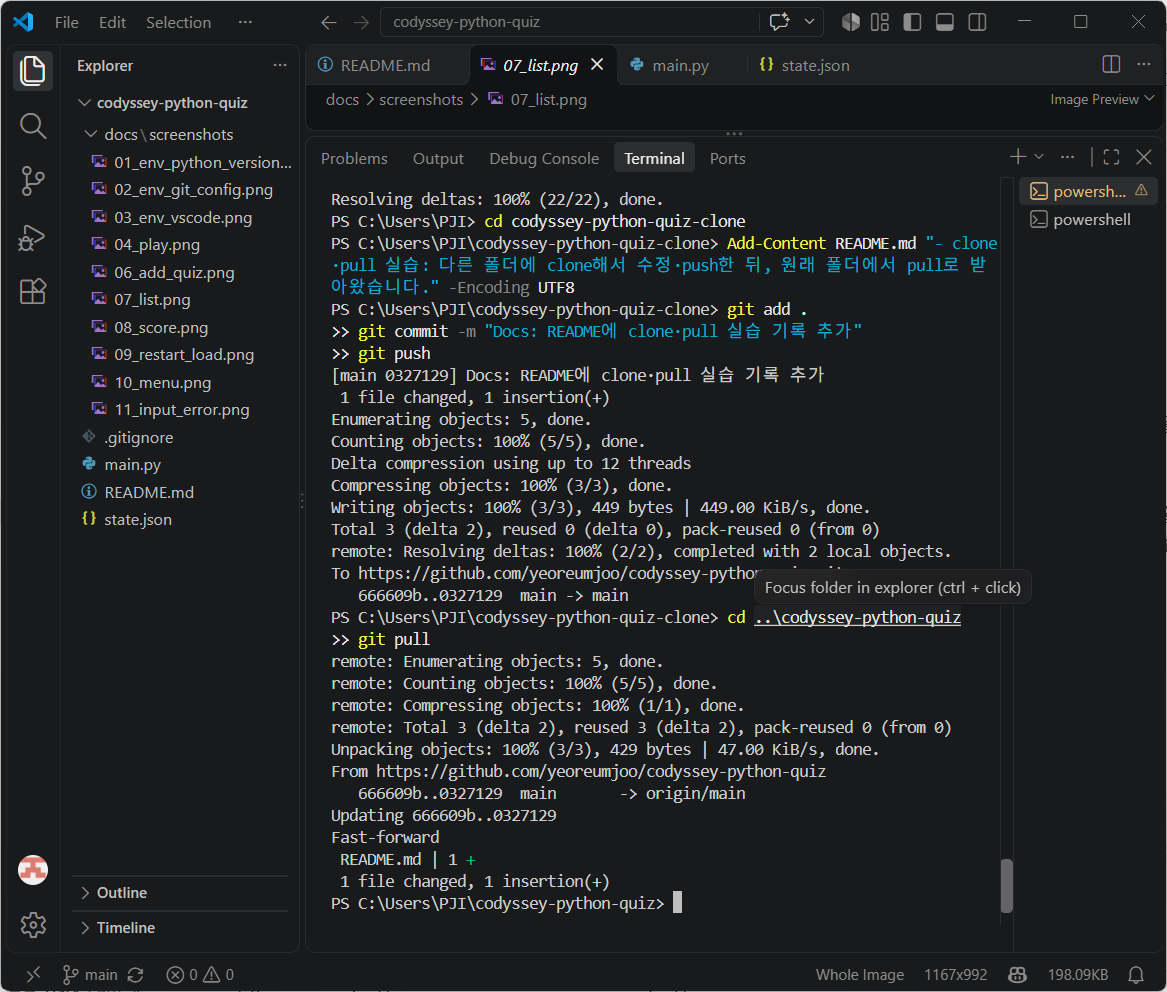 File Edit Selection ···
codyssey-python-quiz
Explorer ···
codyssey-python-quiz
docs\screenshots
01_env_python_version...
02_env_git_config.png
03_env_vscode.png
04_play.png
06_add_quiz.png
07_list.png
08_score.png
09_restart_load.png
10_menu.png
11_input_error.png
.gitignore
main.py
README.md
{} state.json
Outline
Timeline
README.md 07_list.png main.py {} state.json ···
docs > screenshots > 07_list.png
Image Preview
Problems Output Debug Console Terminal Ports
powersh...
powershell
Resolving deltas: 100% (22/22), done.
PS C:\Users\PJI> cd codyssey-python-quiz-clone
PS C:\Users\PJI\codyssey-python-quiz-clone> Add-Content README.md "- clone
·pull 실습: 다른 폴더에 clone해서 수정·push한 뒤, 원래 폴더에서 pull로 받
아왔습니다." -Encoding UTF8
PS C:\Users\PJI\codyssey-python-quiz-clone> git add .
>> git commit -m "Docs: README에 clone·pull 실습 기록 추가"
>> git push
[main 0327129] Docs: README에 clone·pull 실습 기록 추가
1 file changed, 1 insertion(+)
Enumerating objects: 5, done.
Counting objects: 100% (5/5), done.
Delta compression using up to 12 threads
Compressing objects: 100% (3/3), done.
Writing objects: 100% (3/3), 449 bytes | 449.00 KiB/s, done.
Total 3 (delta 2), reused 0 (delta 0), pack-reused 0 (from 0)
remote: Resolving deltas: 100% (2/2), completed with 2 local objects.
To https://github.com/yeoreumjoo/codyssey-python
Focus folder in explorer (ctrl + click)
666609b..0327129 main -> main
PS C:\Users\PJI\codyssey-python-quiz-clone> cd ..\codyssey-python-quiz
>> git pull
remote: Enumerating objects: 5, done.
remote: Counting objects: 100% (5/5), done.
remote: Compressing objects: 100% (1/1), done.
remote: Total 3 (delta 2), reused 3 (delta 2), pack-reused 0 (from 0)
Unpacking objects: 100% (3/3), 429 bytes | 47.00 KiB/s, done.
From https://github.com/yeoreumjoo/codyssey-python-quiz
666609b..0327129 main -> origin/main
Updating 666609b..0327129
Fast-forward
README.md | 1 +
1 file changed, 1 insertion(+)
PS C:\Users\PJI\codyssey-python-quiz>
main 0 0 Whole Image 1167x992 198.09KB